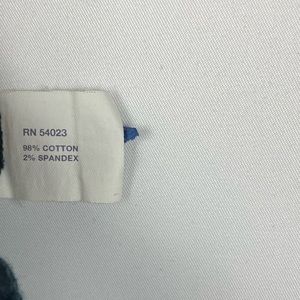 RN 54023
98% COTTON
2% SPANDEX